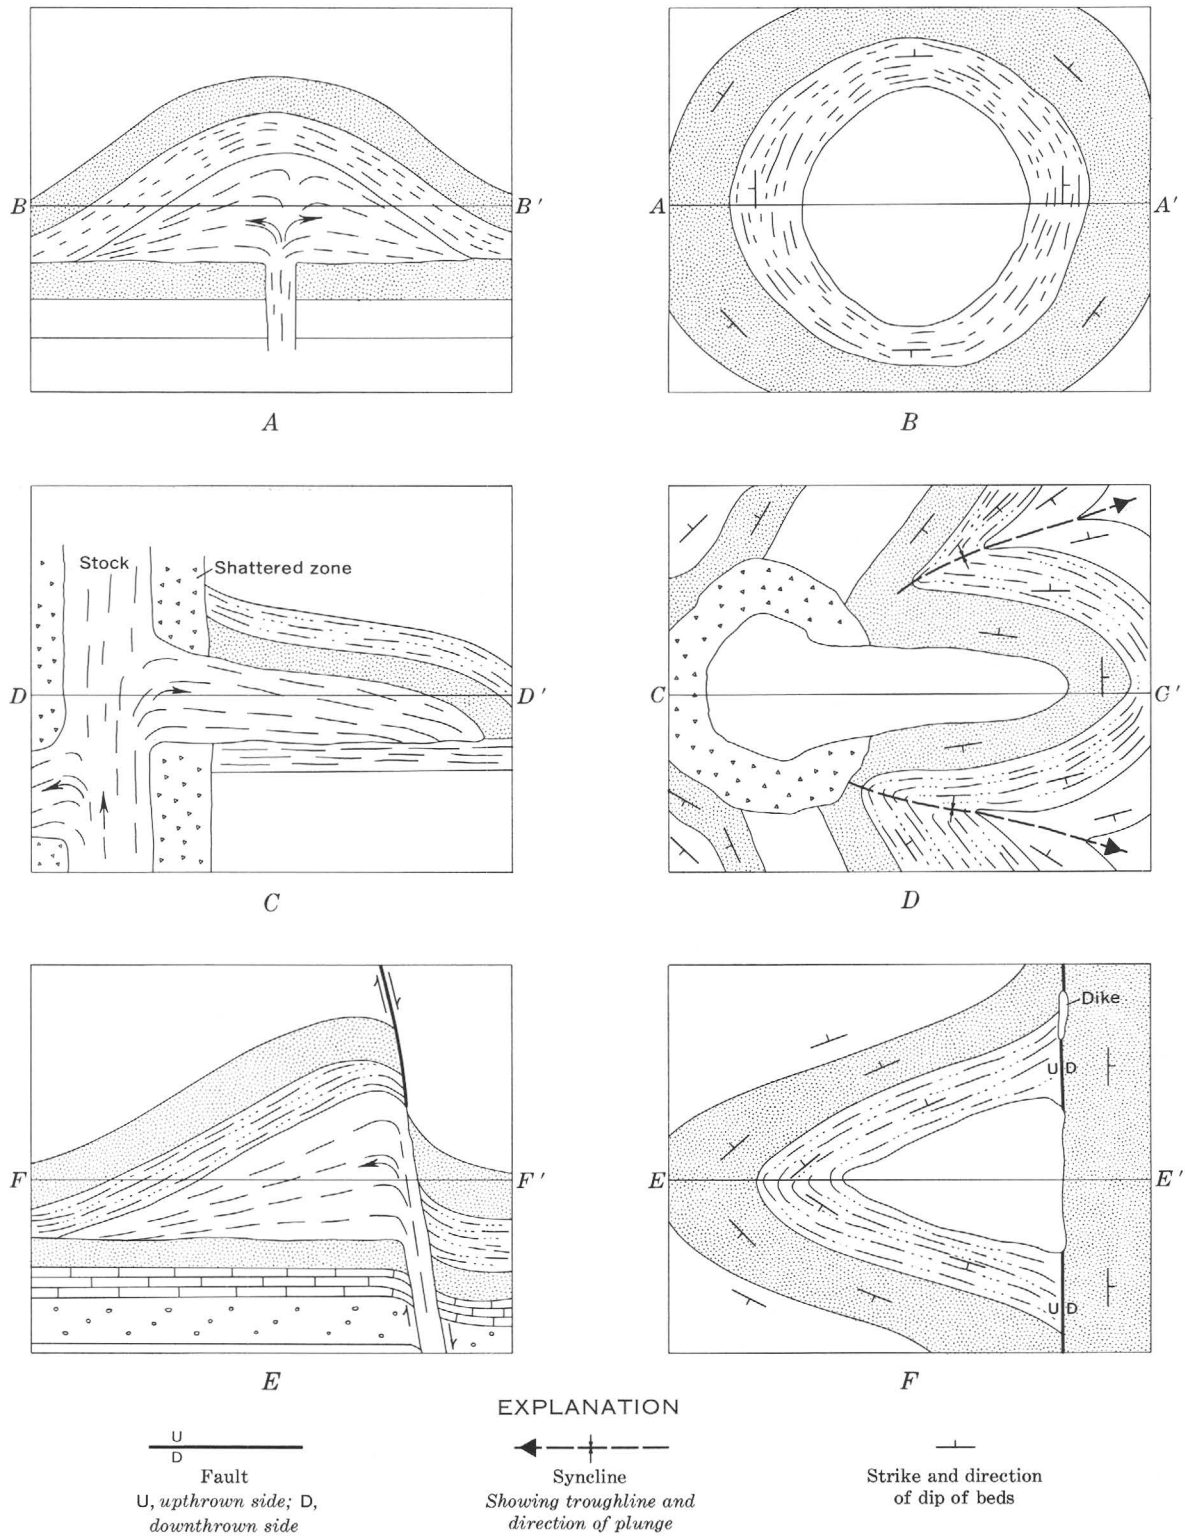 B B'
A A'
A
B
Stock
Shattered zone
D D'
C C'
C
D
Dike
U D
F F'
E E'
U D
E
F
EXPLANATION
U
D
Fault
U, upthrown side; D,
downthrown side
Syncline
Showing troughline and
direction of plunge
Strike and direction
of dip of beds